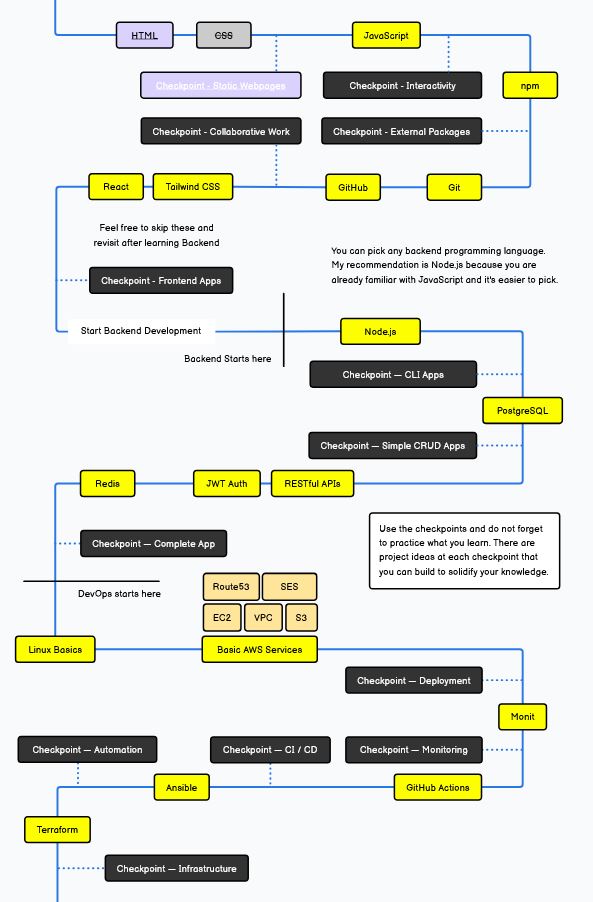 HTML
CSS
JavaScript
Checkpoint - Static Webpages
Checkpoint - Interactivity
npm
Checkpoint - Collaborative Work
Checkpoint - External Packages
React
Tailwind CSS
GitHub
Git
Feel free to skip these and
revisit after learning Backend
You can pick any backend programming language.
My recommendation is Node.js because you are
already familiar with JavaScript and it's easier to pick.
Checkpoint - Frontend Apps
Start Backend Development
Node.js
Backend Starts here
Checkpoint — CLI Apps
PostgreSQL
Checkpoint — Simple CRUD Apps
Redis
JWT Auth
RESTful APIs
Use the checkpoints and do not forget
to practice what you learn. There are
project ideas at each checkpoint that
you can build to solidify your knowledge.
Checkpoint — Complete App
DevOps starts here
Route53
SES
EC2
VPC
S3
Linux Basics
Basic AWS Services
Checkpoint — Deployment
Monit
Checkpoint — Automation
Checkpoint — CI / CD
Checkpoint — Monitoring
Ansible
GitHub Actions
Terraform
Checkpoint — Infrastructure